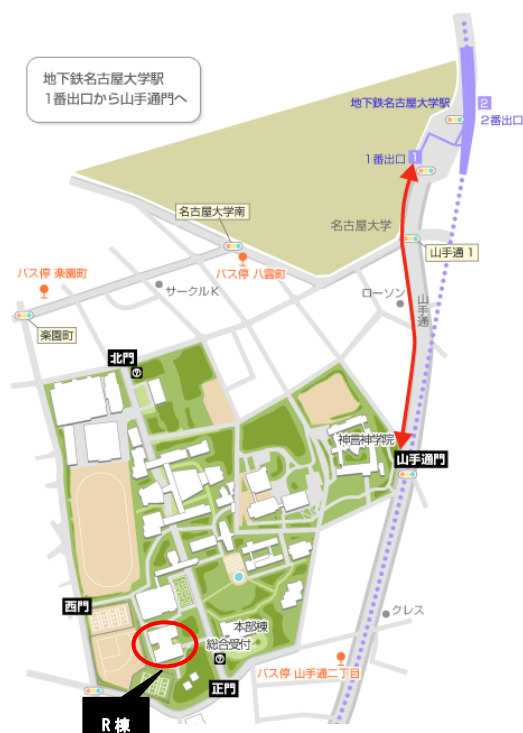 地下鉄名古屋大学駅
1番出口から山手通門へ
地下鉄名古屋大学駅
2
2番出口
1番出口
1
名古屋大学南
名古屋大学
山手通 1
バス停 楽園町
バス停 八雲町
サークルK
ローソン
山手通
楽園町
北門
神言神学院
山手通門
西門
クレス
本部棟
総合受付
バス停 山手通二丁目
正門
R棟